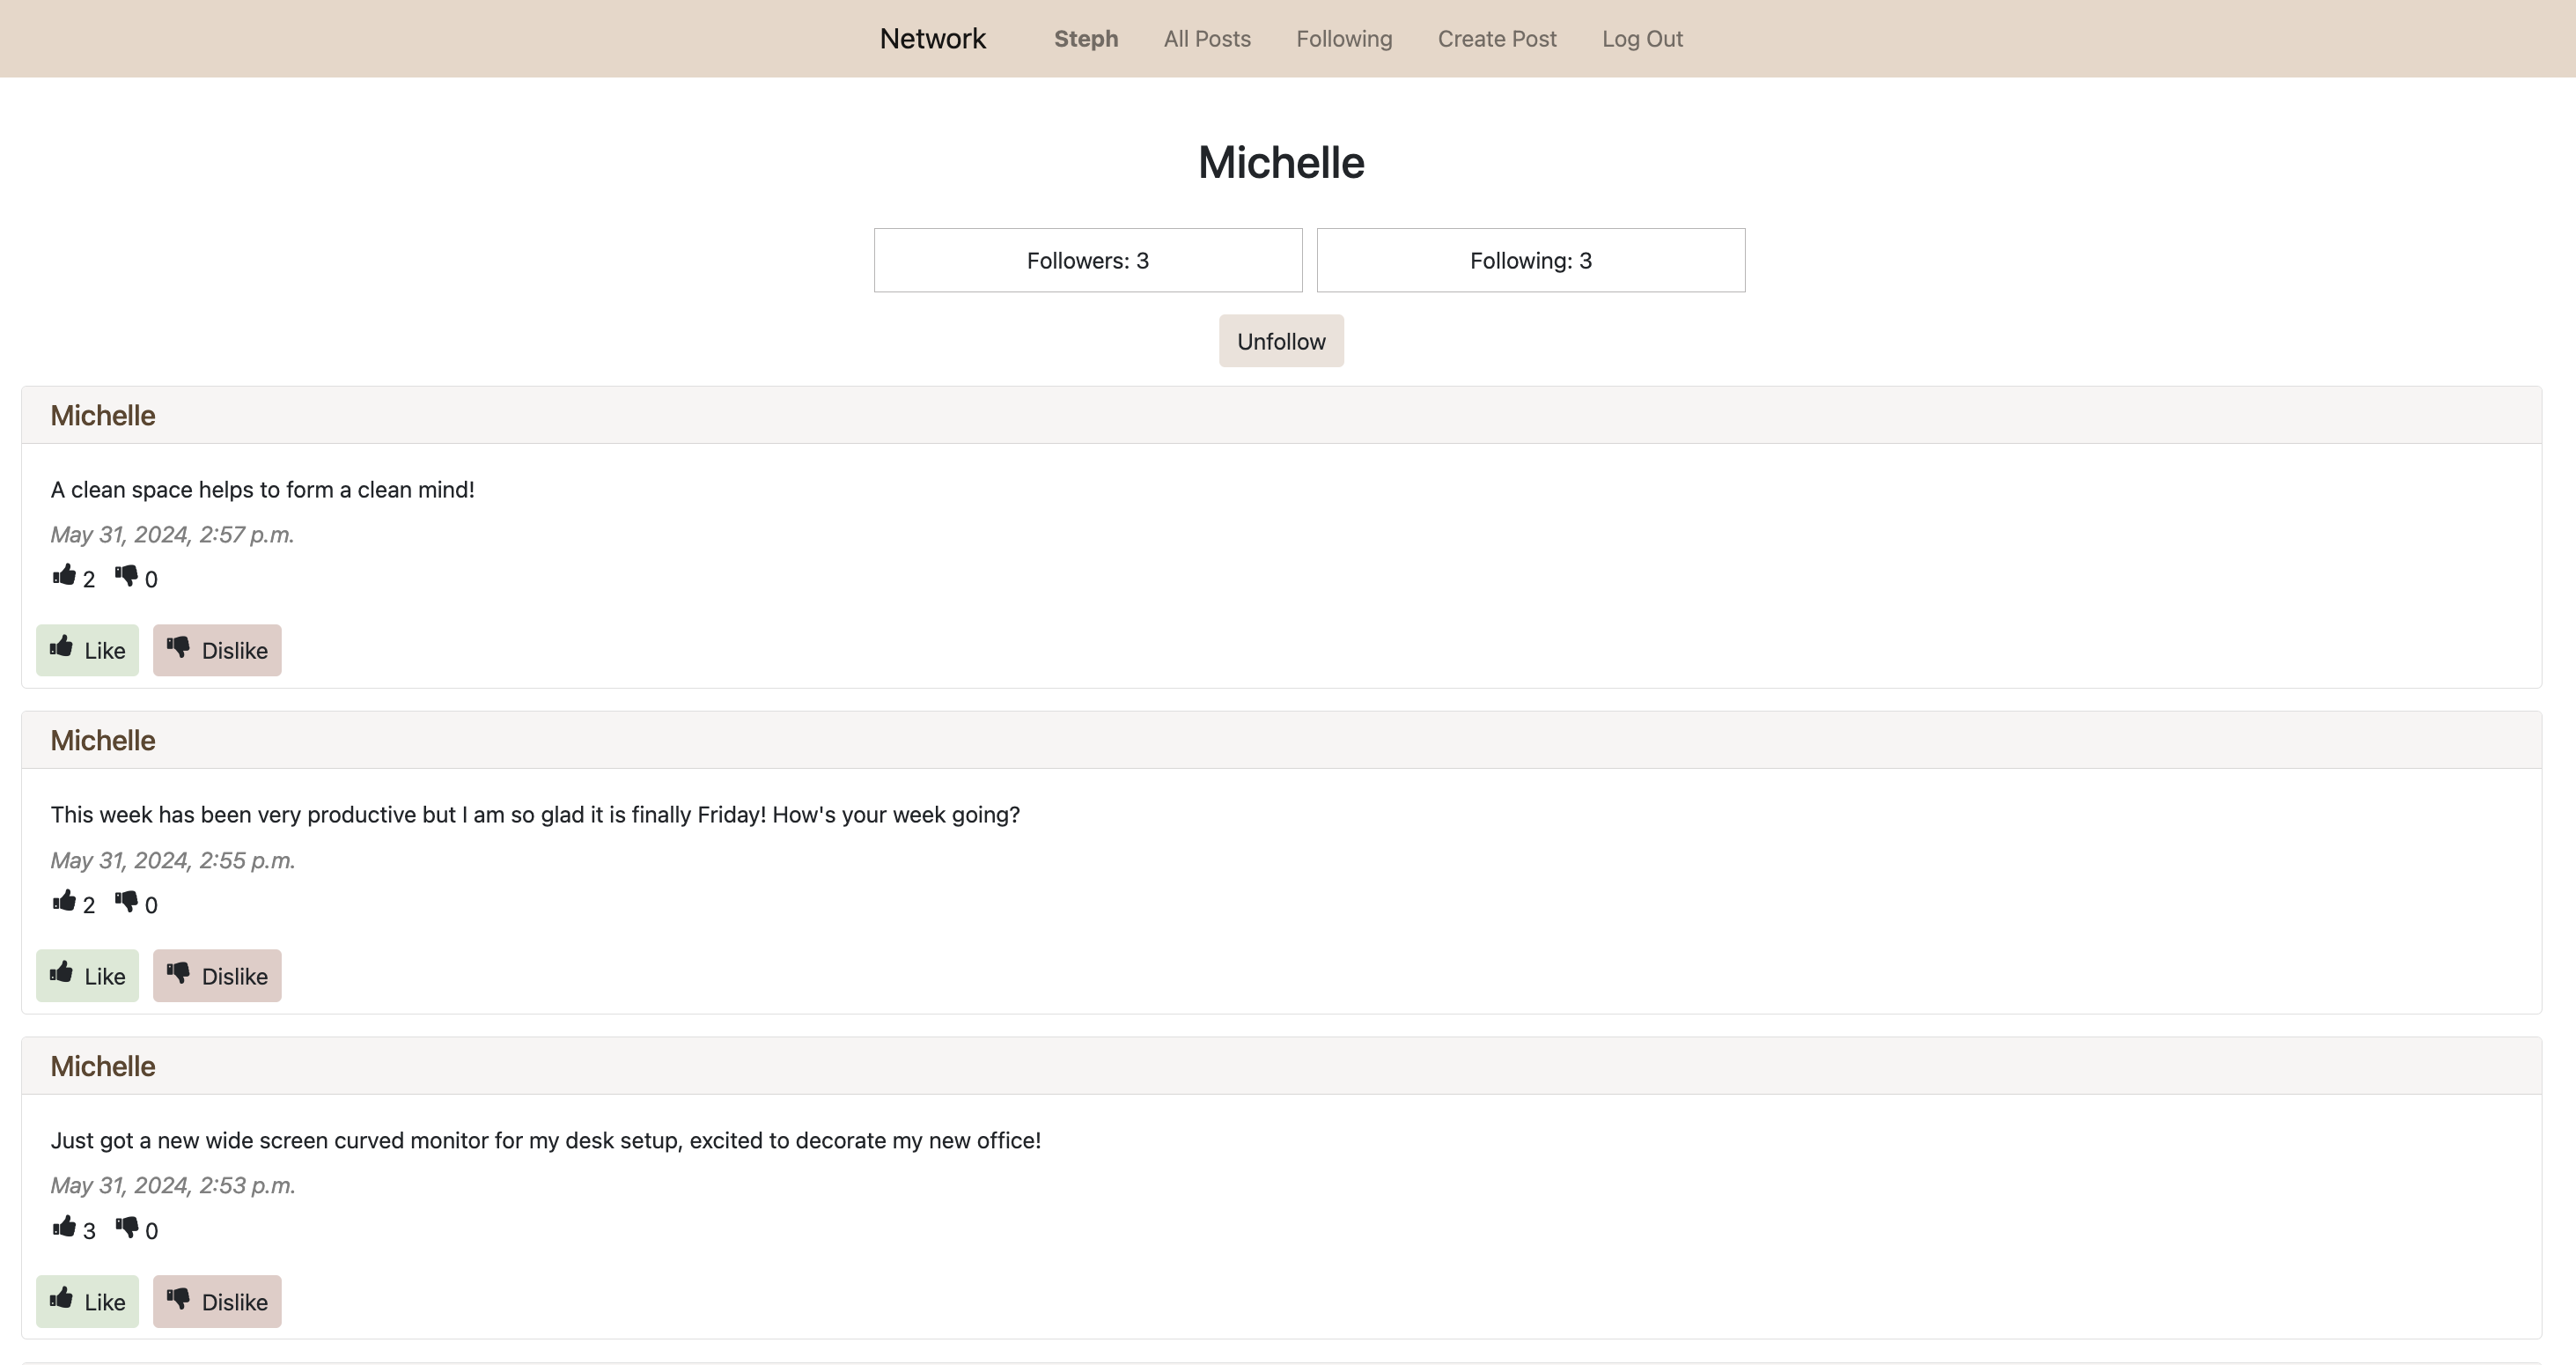 Network Steph All Posts Following Create Post Log Out
Michelle
Followers: 3 Following: 3
Unfollow
Michelle
A clean space helps to form a clean mind!
May 31, 2024, 2:57 p.m.
2 0
Like Dislike
Michelle
This week has been very productive but I am so glad it is finally Friday! How's your week going?
May 31, 2024, 2:55 p.m.
2 0
Like Dislike
Michelle
Just got a new wide screen curved monitor for my desk setup, excited to decorate my new office!
May 31, 2024, 2:53 p.m.
3 0
Like Dislike